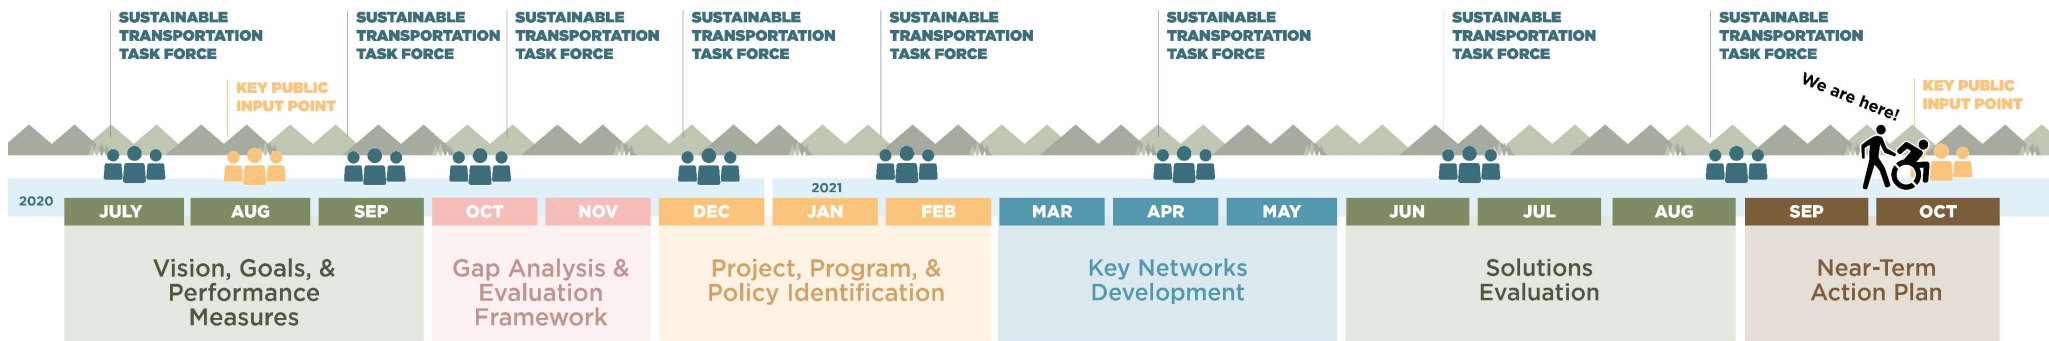 SUSTAINABLE
TRANSPORTATION
TASK FORCE
KEY PUBLIC
INPUT POINT
SUSTAINABLE
TRANSPORTATION
TASK FORCE
SUSTAINABLE
TRANSPORTATION
TASK FORCE
SUSTAINABLE
TRANSPORTATION
TASK FORCE
SUSTAINABLE
TRANSPORTATION
TASK FORCE
SUSTAINABLE
TRANSPORTATION
TASK FORCE
SUSTAINABLE
TRANSPORTATION
TASK FORCE
SUSTAINABLE
TRANSPORTATION
TASK FORCE
We are here!
KEY PUBLIC
INPUT POINT
2020
2021
JULY
AUG
SEP
OCT
NOV
DEC
JAN
FEB
MAR
APR
MAY
JUN
JUL
AUG
SEP
OCT
Vision, Goals, &
Performance
Measures
Gap Analysis &
Evaluation
Framework
Project, Program, &
Policy Identification
Key Networks
Development
Solutions
Evaluation
Near-Term
Action Plan